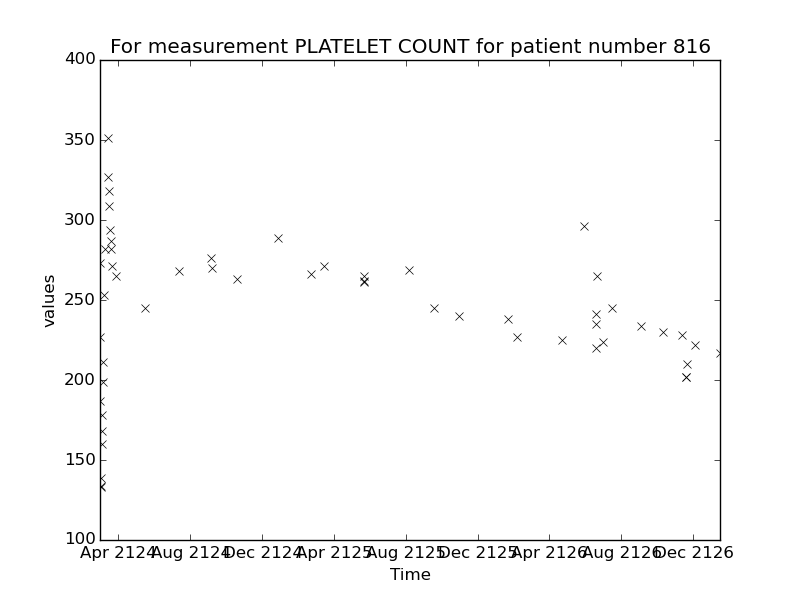 For measurement PLATELET COUNT for patient number 816
400
350
300
250
200
150
100
values
Apr 2124 Aug 2124 Dec 2124 Apr 2125 Aug 2125 Dec 2125 Apr 2126 Aug 2126 Dec 2126
Time